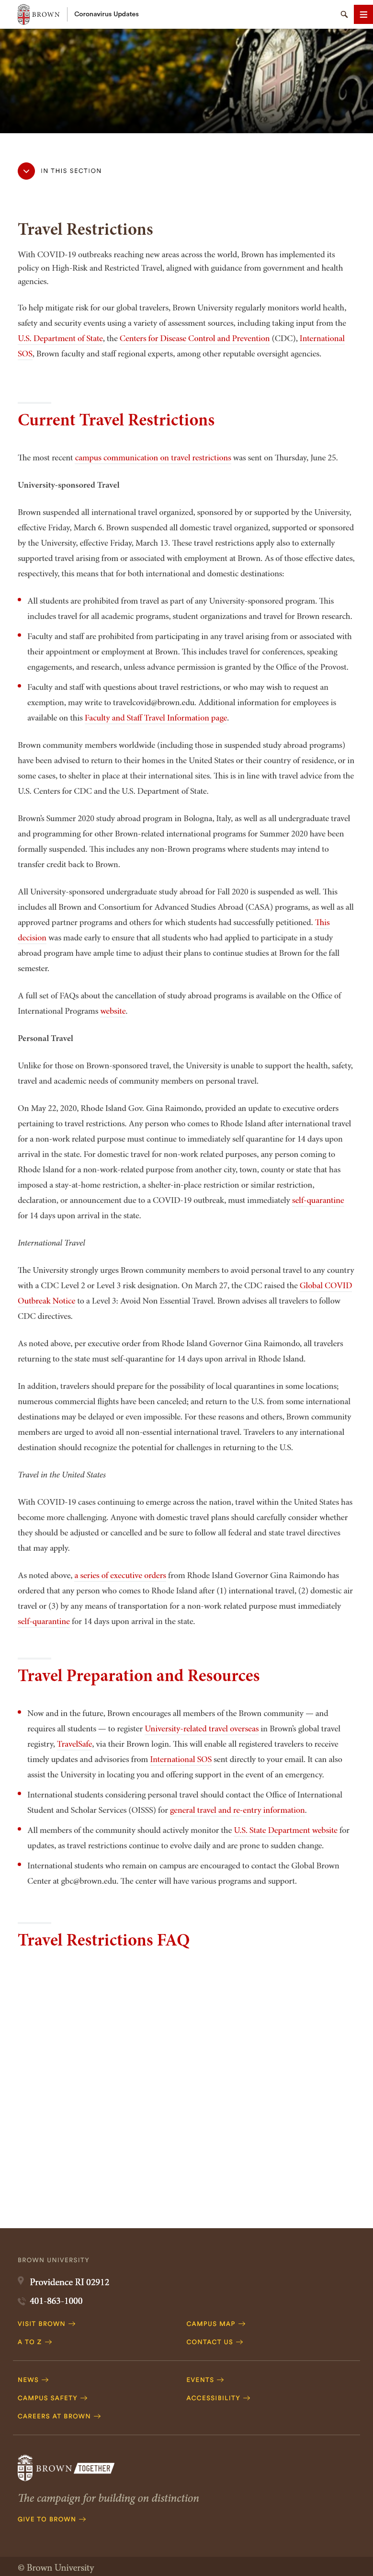 BROWN
Coronavirus Updates
IN THIS SECTION
Travel Restrictions
With COVID-19 outbreaks reaching new areas across the world, Brown has implemented its
policy on High-Risk and Restricted Travel, aligned with guidance from government and health
agencies.
To help mitigate risk for our global travelers, Brown University regularly monitors world health,
safety and security events using a variety of assessment sources, including taking input from the
U.S. Department of State, the Centers for Disease Control and Prevention (CDC), International
SOS, Brown faculty and staff regional experts, among other reputable oversight agencies.
Current Travel Restrictions
The most recent campus communication on travel restrictions was sent on Thursday, June 25.
University-sponsored Travel
Brown suspended all international travel organized, sponsored by or supported by the University,
effective Friday, March 6. Brown suspended all domestic travel organized, supported or sponsored
by the University, effective Friday, March 13. These travel restrictions apply also to externally
supported travel arising from or associated with employment at Brown. As of those effective dates,
respectively, this means that for both international and domestic destinations:
All students are prohibited from travel as part of any University-sponsored program. This
includes travel for all academic programs, student organizations and travel for Brown research.
Faculty and staff are prohibited from participating in any travel arising from or associated with
their appointment or employment at Brown. This includes travel for conferences, speaking
engagements, and research, unless advance permission is granted by the Office of the Provost.
Faculty and staff with questions about travel restrictions, or who may wish to request an
exemption, may write to travelcovid@brown.edu. Additional information for employees is
available on this Faculty and Staff Travel Information page.
Brown community members worldwide (including those in suspended study abroad programs)
have been advised to return to their homes in the United States or their country of residence, or in
some cases, to shelter in place at their international sites. This is in line with travel advice from the
U.S. Centers for CDC and the U.S. Department of State.
Brown's Summer 2020 study abroad program in Bologna, Italy, as well as all undergraduate travel
and programming for other Brown-related international programs for Summer 2020 have been
formally suspended. This includes any non-Brown programs where students may intend to
transfer credit back to Brown.
All University-sponsored undergraduate study abroad for Fall 2020 is suspended as well. This
includes all Brown and Consortium for Advanced Studies Abroad (CASA) programs, as well as all
approved partner programs and others for which students had successfully petitioned. This
decision was made early to ensure that all students who had applied to participate in a study
abroad program have ample time to adjust their plans to continue studies at Brown for the fall
semester.
A full set of FAQs about the cancellation of study abroad programs is available on the Office of
International Programs website.
Personal Travel
Unlike for those on Brown-sponsored travel, the University is unable to support the health, safety,
travel and academic needs of community members on personal travel.
On May 22, 2020, Rhode Island Gov. Gina Raimondo, provided an update to executive orders
pertaining to travel restrictions. Any person who comes to Rhode Island after international travel
for a non-work related purpose must continue to immediately self quarantine for 14 days upon
arrival in the state. For domestic travel for non-work related purposes, any person coming to
Rhode Island for a non-work-related purpose from another city, town, county or state that has
imposed a stay-at-home restriction, a shelter-in-place restriction or similar restriction,
declaration, or announcement due to a COVID-19 outbreak, must immediately self-quarantine
for 14 days upon arrival in the state.
International Travel
The University strongly urges Brown community members to avoid personal travel to any country
with a CDC Level 2 or Level 3 risk designation. On March 27, the CDC raised the Global COVID
Outbreak Notice to a Level 3: Avoid Non Essential Travel. Brown advises all travelers to follow
CDC directives.
As noted above, per executive order from Rhode Island Governor Gina Raimondo, all travelers
returning to the state must self-quarantine for 14 days upon arrival in Rhode Island.
In addition, travelers should prepare for the possibility of local quarantines in some locations;
numerous commercial flights have been canceled; and return to the U.S. from some international
destinations may be delayed or even impossible. For these reasons and others, Brown community
members are urged to avoid all non-essential international travel. Travelers to any international
destination should recognize the potential for challenges in returning to the U.S.
Travel in the United States
With COVID-19 cases continuing to emerge across the nation, travel within the United States has
become more challenging. Anyone with domestic travel plans should carefully consider whether
they should be adjusted or cancelled and be sure to follow all federal and state travel directives
that may apply.
As noted above, a series of executive orders from Rhode Island Governor Gina Raimando has
ordered that any person who comes to Rhode Island after (1) international travel, (2) domestic air
travel or (3) by any means of transportation for a non-work related purpose must immediately
self-quarantine for 14 days upon arrival in the state.
Travel Preparation and Resources
Now and in the future, Brown encourages all members of the Brown community — and
requires all students — to register University-related travel overseas in Brown's global travel
registry, TravelSafe, via their Brown login. This will enable all registered travelers to receive
timely updates and advisories from International SOS sent directly to your email. It can also
assist the University in locating you and offering support in the event of an emergency.
International students considering personal travel should contact the Office of International
Student and Scholar Services (OISSS) for general travel and re-entry information.
All members of the community should actively monitor the U.S. State Department website for
updates, as travel restrictions continue to evolve daily and are prone to sudden change.
International students who remain on campus are encouraged to contact the Global Brown
Center at gbc@brown.edu. The center will have various programs and support.
Travel Restrictions FAQ
BROWN UNIVERSITY
Providence RI 02912
401-863-1000
VISIT BROWN
CAMPUS MAP
A TO Z
CONTACT US
NEWS
EVENTS
CAMPUS SAFETY
ACCESSIBILITY
CAREERS AT BROWN
BROWN TOGETHER
The campaign for building on distinction
GIVE TO BROWN
© Brown University